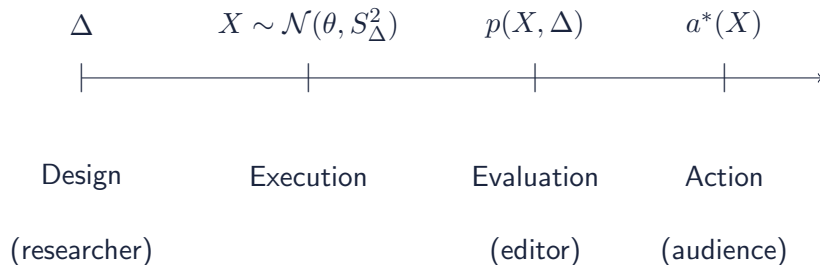 Δ X ∼ 𝒩(θ, S_Δ^2) p(X, Δ) a*(X)
Design Execution Evaluation Action
(researcher) (editor) (audience)